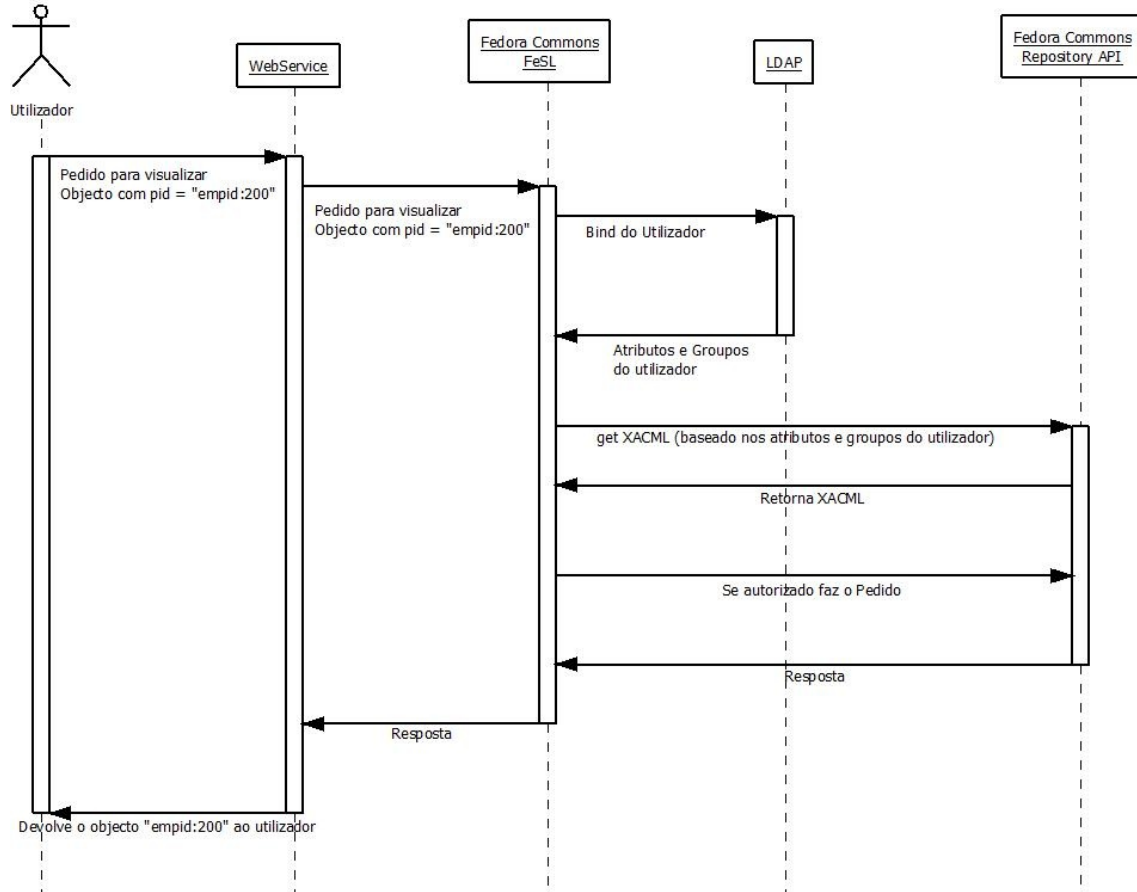 Utilizador
WebService
Fedora Commons
FeSL
LDAP
Fedora Commons
Repository API
Pedido para visualizar
Objecto com pid = "empid:200"
Pedido para visualizar
Objecto com pid = "empid:200"
Bind do Utilizador
Atributos e Groupos
do utilizador
get XACML (baseado nos atributos e groupos do utilizador)
Retorna XACML
Se autorizado faz o Pedido
Resposta
Resposta
Devolve o objecto "empid:200" ao utilizador